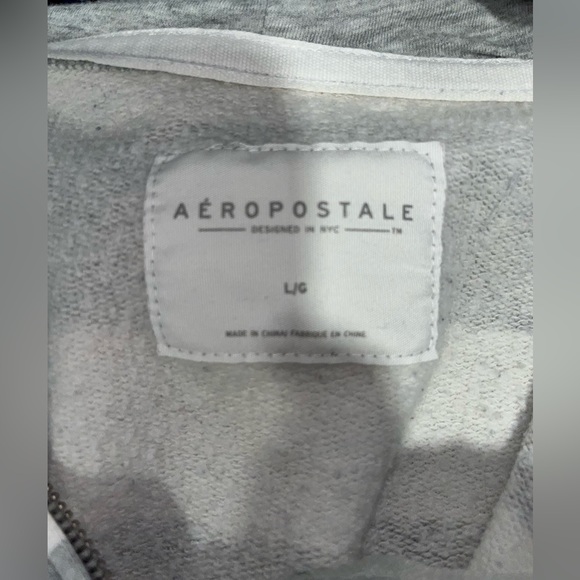 AÉROPOSTALE
DESIGNED IN NYC TM
L/G
MADE IN CHINA/ FABRIQUÉ EN CHINE